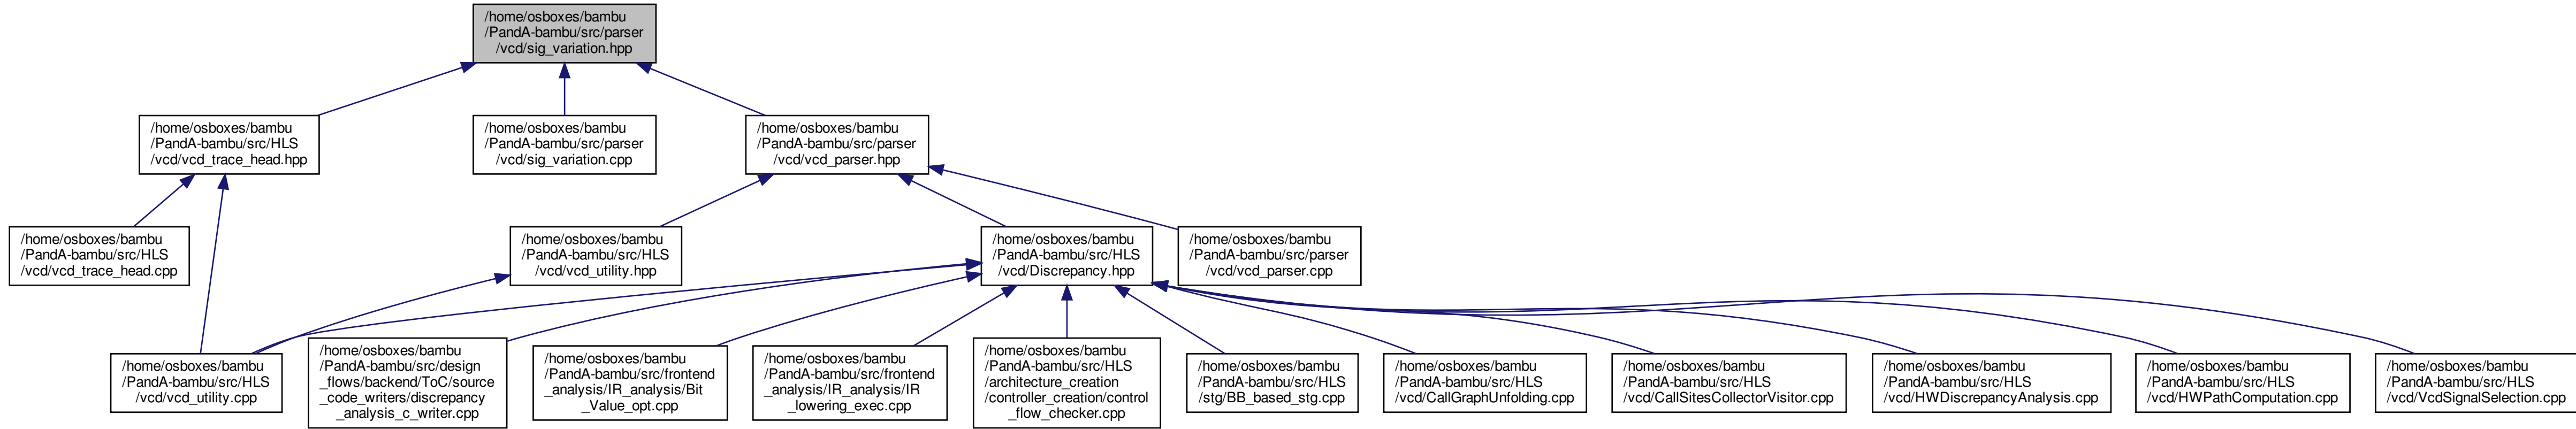 /home/osboxes/bambu
/PandA-bambu/src/parser
/vcd/sig_variation.hpp
/home/osboxes/bambu
/PandA-bambu/src/HLS
/vcd/vcd_trace_head.hpp
/home/osboxes/bambu
/PandA-bambu/src/parser
/vcd/sig_variation.cpp
/home/osboxes/bambu
/PandA-bambu/src/parser
/vcd/vcd_parser.hpp
/home/osboxes/bambu
/PandA-bambu/src/HLS
/vcd/vcd_trace_head.cpp
/home/osboxes/bambu
/PandA-bambu/src/HLS
/vcd/vcd_utility.hpp
/home/osboxes/bambu
/PandA-bambu/src/HLS
/vcd/Discrepancy.hpp
/home/osboxes/bambu
/PandA-bambu/src/parser
/vcd/vcd_parser.cpp
/home/osboxes/bambu
/PandA-bambu/src/HLS
/vcd/vcd_utility.cpp
/home/osboxes/bambu
/PandA-bambu/src/design
_flows/backend/ToC/source
_code_writers/discrepancy
_analysis_c_writer.cpp
/home/osboxes/bambu
/PandA-bambu/src/frontend
_analysis/IR_analysis/Bit
_Value_opt.cpp
/home/osboxes/bambu
/PandA-bambu/src/frontend
_analysis/IR_analysis/IR
_lowering_exec.cpp
/home/osboxes/bambu
/PandA-bambu/src/HLS
/architecture_creation
/controller_creation/control
_flow_checker.cpp
/home/osboxes/bambu
/PandA-bambu/src/HLS
/stg/BB_based_stg.cpp
/home/osboxes/bambu
/PandA-bambu/src/HLS
/vcd/CallGraphUnfolding.cpp
/home/osboxes/bambu
/PandA-bambu/src/HLS
/vcd/CallSitesCollectorVisitor.cpp
/home/osboxes/bambu
/PandA-bambu/src/HLS
/vcd/HWDiscrepancyAnalysis.cpp
/home/osboxes/bambu
/PandA-bambu/src/HLS
/vcd/HWPathComputation.cpp
/home/osboxes/bambu
/PandA-bambu/src/HLS
/vcd/VcdSignalSelection.cpp